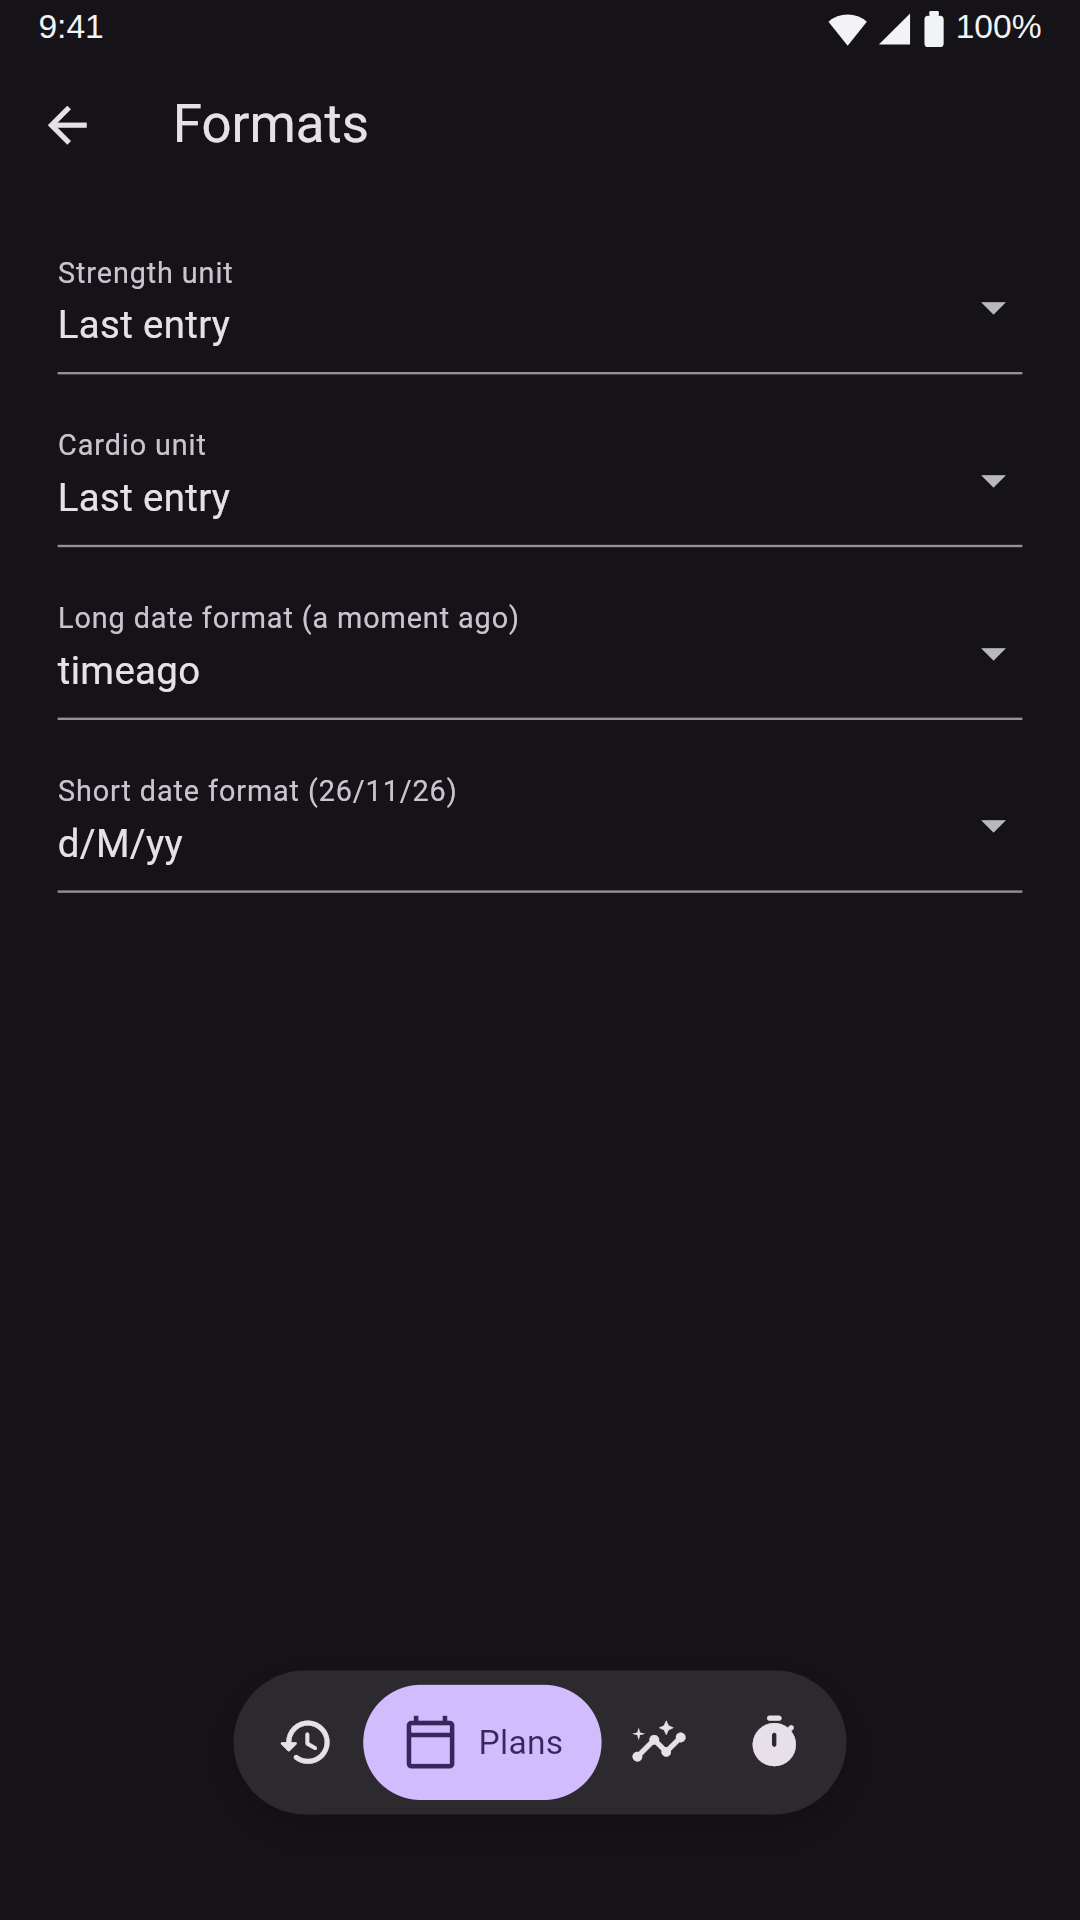 9:41
100%
Formats
Strength unit
Last entry
Cardio unit
Last entry
Long date format (a moment ago)
timeago
Short date format (26/11/26)
d/M/yy
Plans